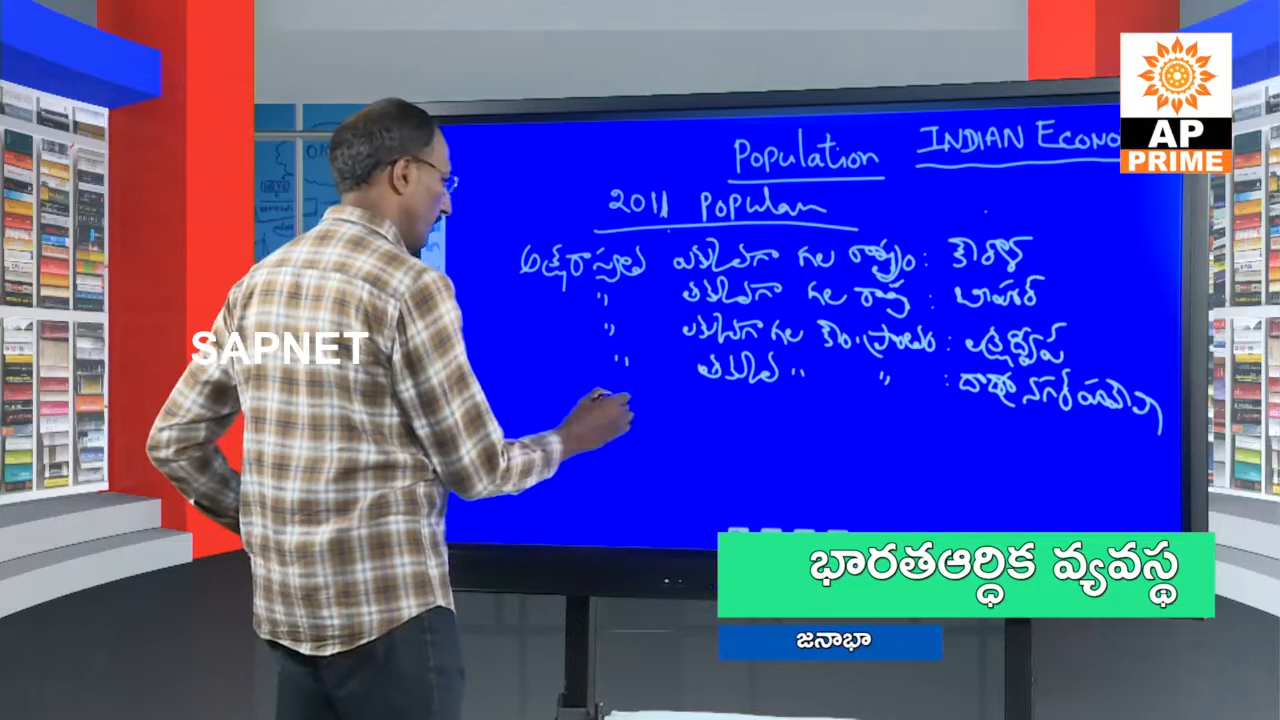 INDIAN ECONO
Population
2011 Populan
అక్షరాస్యత ఎక్కువగా గల రాష్ట్రం : కేరళ
" తక్కువగా గల రాష్ట్ర : బీహార్
" ఎక్కువగా గల కేం.ప్రాంతం : లక్షద్వీప్
" తక్కువ " " : దాద్రా నగర్ హవేలి
AP
PRIME
SAPNET
భారతఆర్ధిక వ్యవస్థ
జనాభా